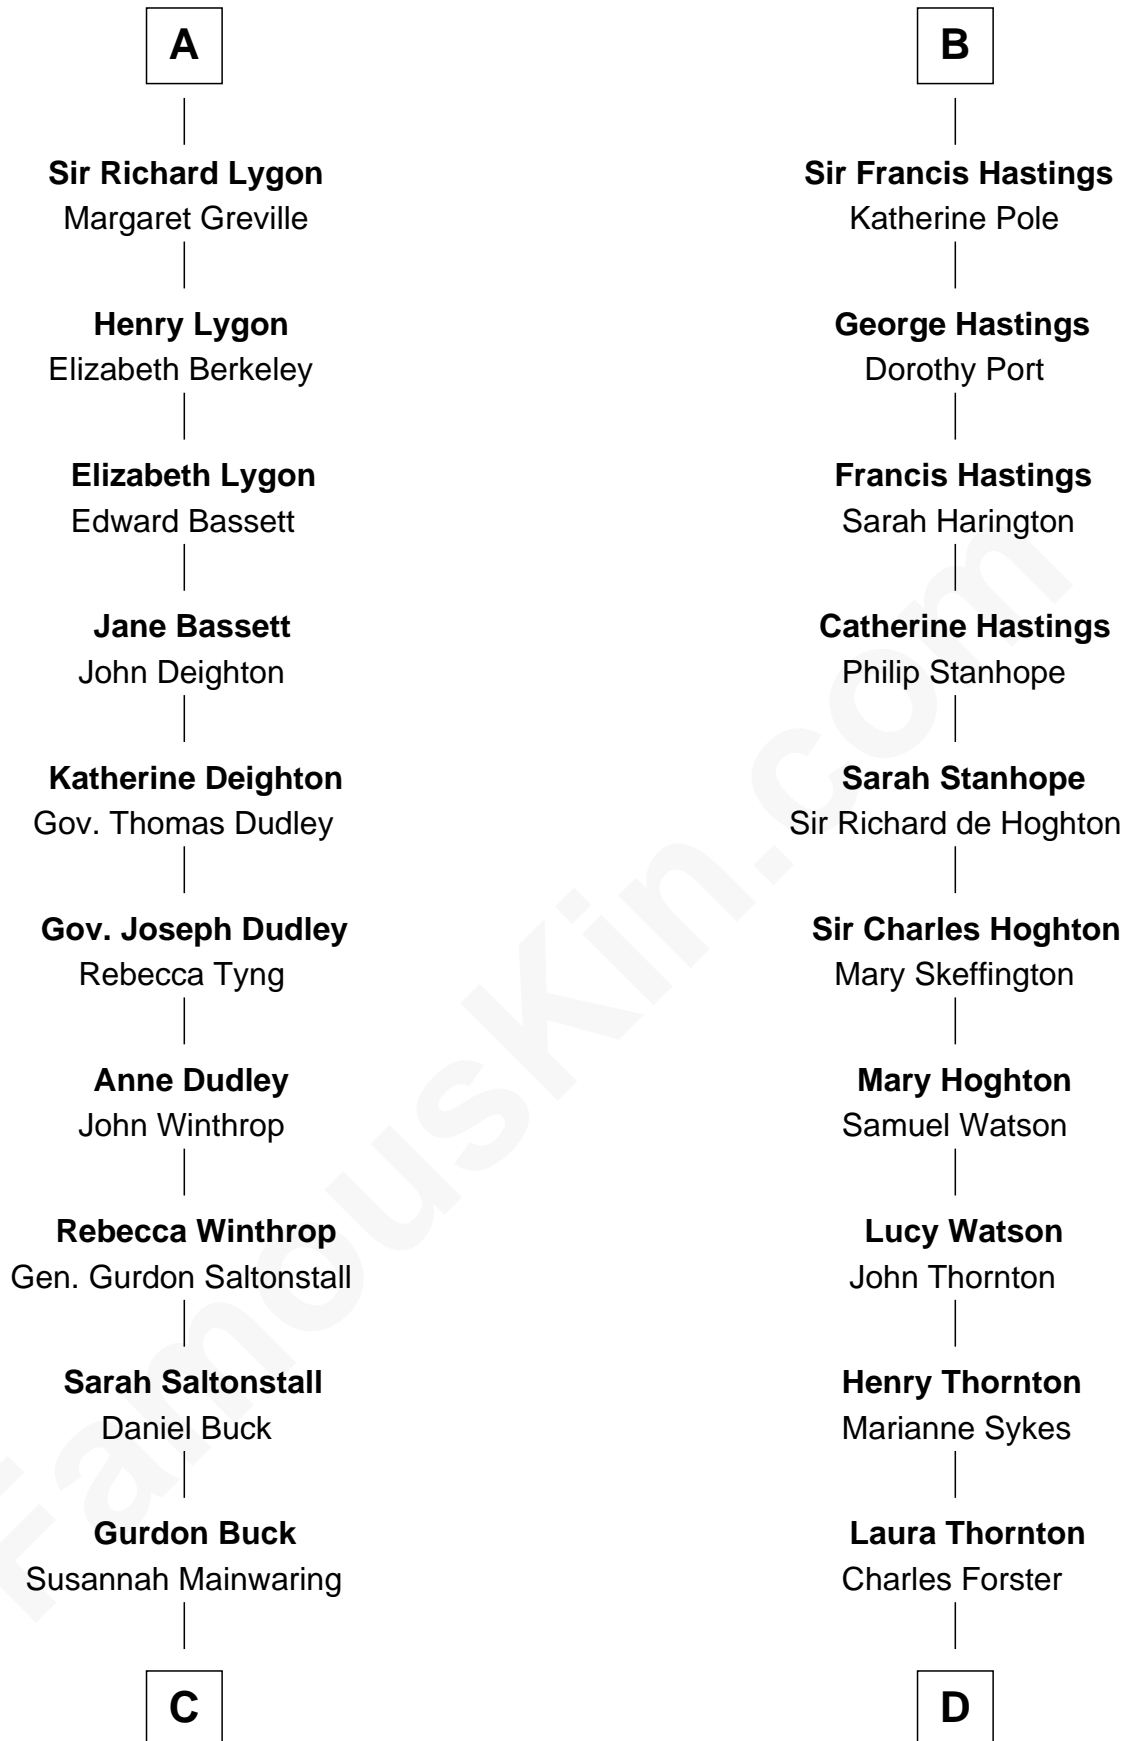 A
Sir Richard Lygon
Margaret Greville
Henry Lygon
Elizabeth Berkeley
Elizabeth Lygon
Edward Bassett
Jane Bassett
John Deighton
Katherine Deighton
Gov. Thomas Dudley
Gov. Joseph Dudley
Rebecca Tyng
Anne Dudley
John Winthrop
Rebecca Winthrop
Gen. Gurdon Saltonstall
Sarah Saltonstall
Daniel Buck
Gurdon Buck
Susannah Mainwaring
C
B
Sir Francis Hastings
Katherine Pole
George Hastings
Dorothy Port
Francis Hastings
Sarah Harington
Catherine Hastings
Philip Stanhope
Sarah Stanhope
Sir Richard de Hoghton
Sir Charles Hoghton
Mary Skeffington
Mary Hoghton
Samuel Watson
Lucy Watson
John Thornton
Henry Thornton
Marianne Sykes
Laura Thornton
Charles Forster
D
FamousKin.com